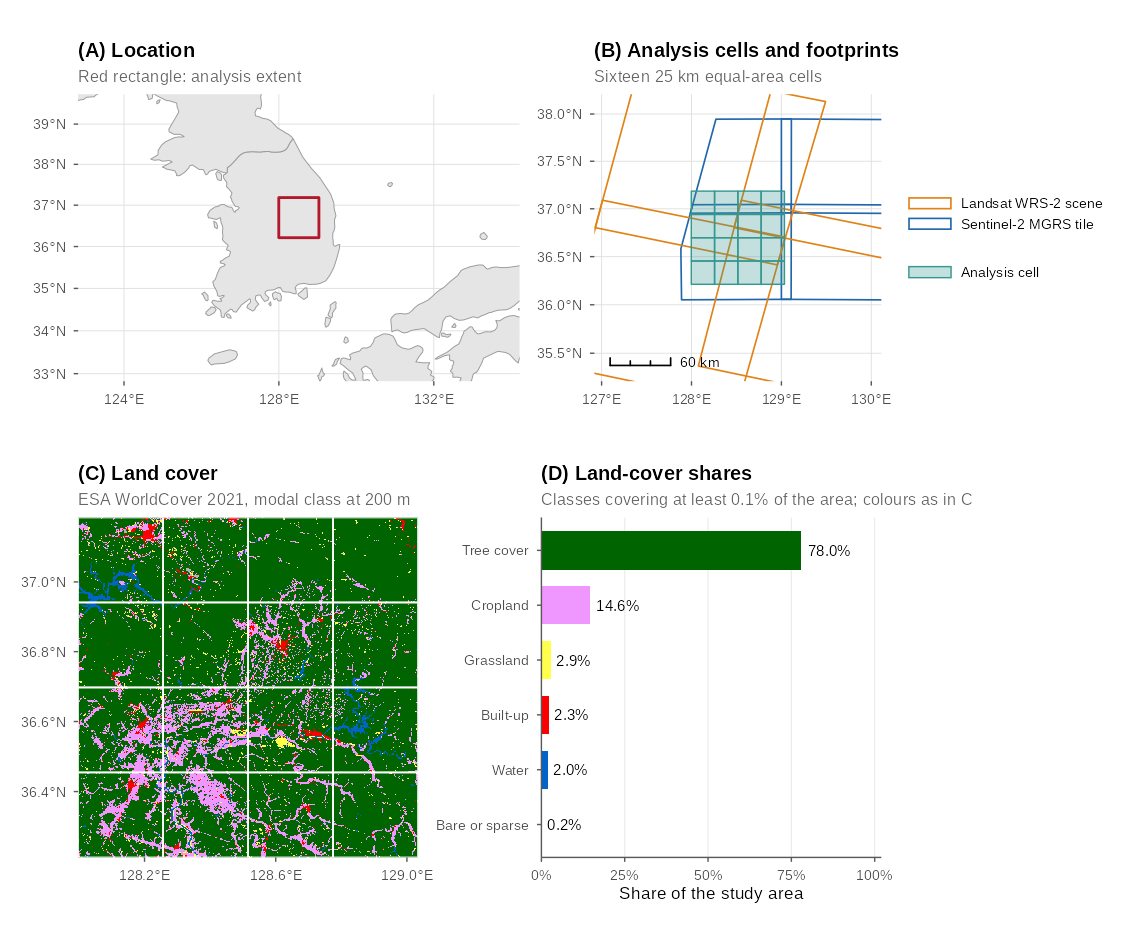 (A) Location
Red rectangle: analysis extent
39°N
38°N
37°N
36°N
35°N
34°N
33°N
124°E
128°E
132°E
(B) Analysis cells and footprints
Sixteen 25 km equal-area cells
38.0°N
37.5°N
37.0°N
36.5°N
36.0°N
35.5°N
60 km
127°E
128°E
129°E
130°E
Landsat WRS-2 scene
Sentinel-2 MGRS tile
Analysis cell
(C) Land cover
ESA WorldCover 2021, modal class at 200 m
37.0°N
36.8°N
36.6°N
36.4°N
128.2°E
128.6°E
129.0°E
(D) Land-cover shares
Classes covering at least 0.1% of the area; colours as in C
Tree cover
78.0%
Cropland
14.6%
Grassland
2.9%
Built-up
2.3%
Water
2.0%
Bare or sparse
0.2%
0%
25%
50%
75%
100%
Share of the study area